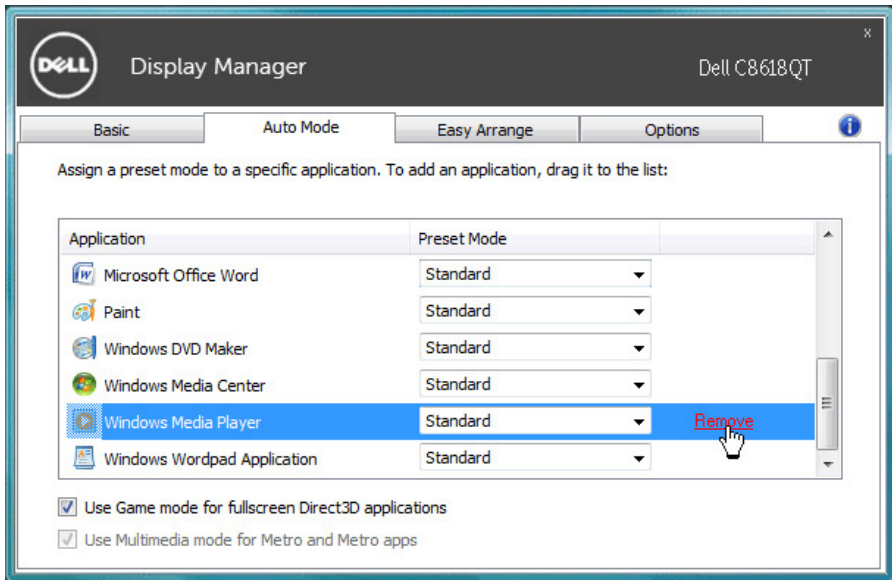 x
DELL Display Manager Dell C8618QT
Basic Auto Mode Easy Arrange Options i
Assign a preset mode to a specific application. To add an application, drag it to the list:
Application Preset Mode
Microsoft Office Word Standard
Paint Standard
Windows DVD Maker Standard
Windows Media Center Standard
Windows Media Player Standard Remove
Windows Wordpad Application Standard
Use Game mode for fullscreen Direct3D applications
Use Multimedia mode for Metro and Metro apps